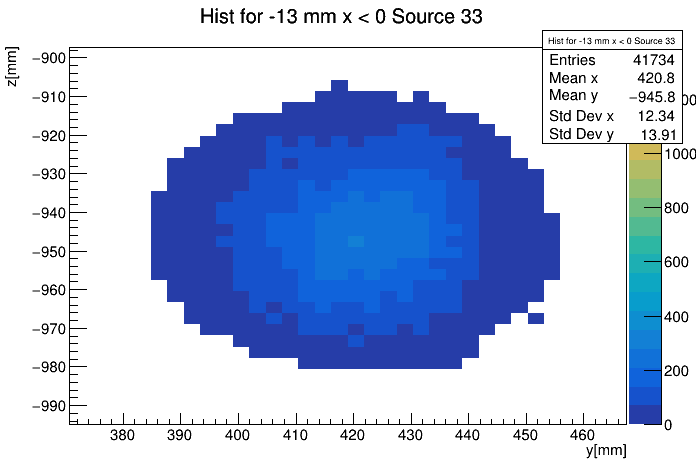 Hist for -13 mm x < 0 Source 33
Hist for -13 mm x < 0 Source 33
Entries 41734
Mean x 420.8
Mean y −945.8
Std Dev x 12.34
Std Dev y 13.91
z[mm]
−900
−910
−920
−930
−940
−950
−960
−970
−980
−990
00
1000
800
600
400
200
0
380 390 400 410 420 430 440 450 460
y[mm]